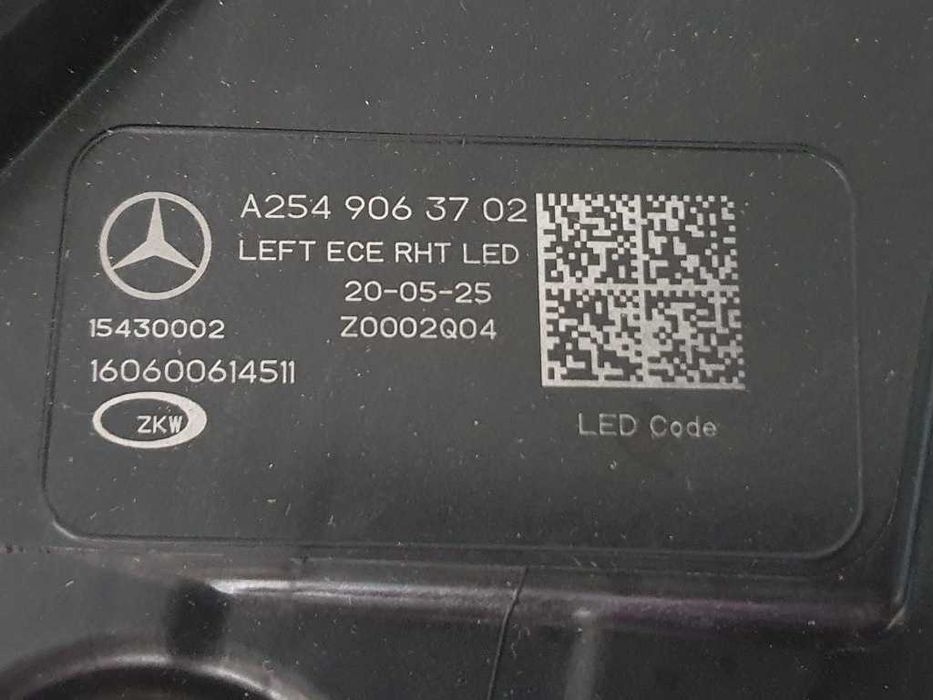 A254 906 37 02
LEFT ECE RHT LED
20-05-25
15430002 Z0002Q04
160600614511
ZKW
LED Code